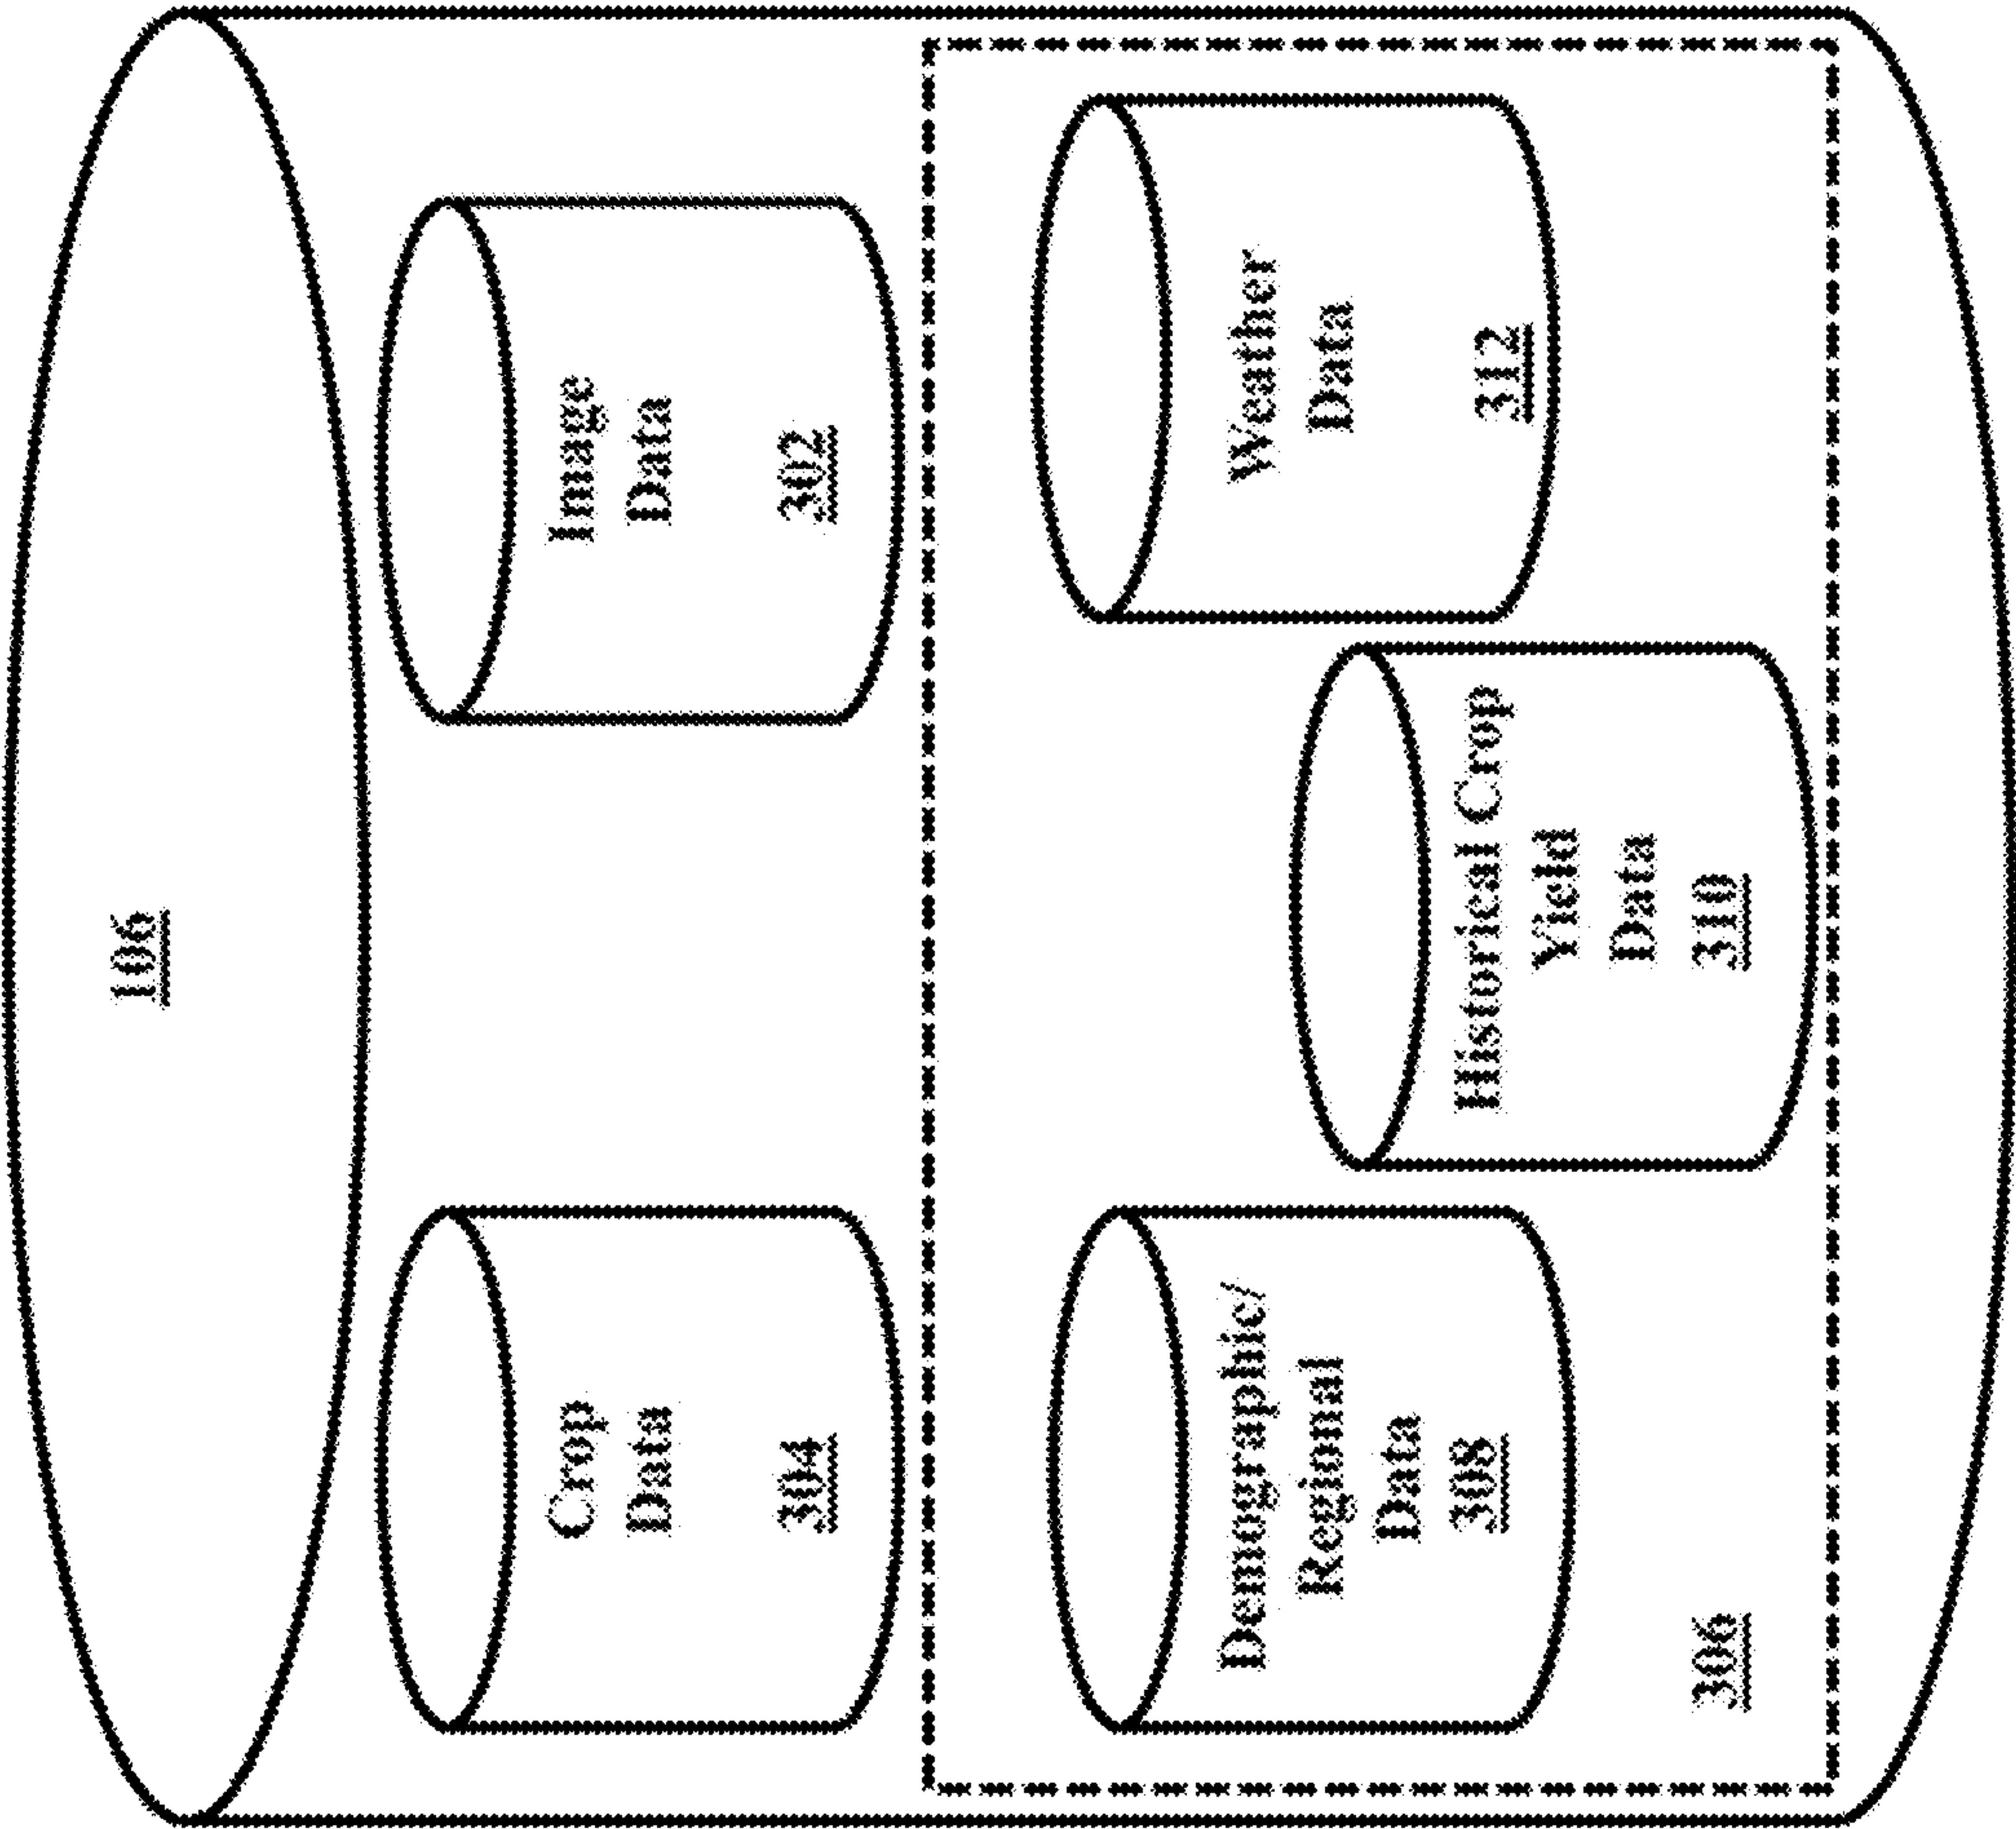 106
Crop
Data
304
Image
Data
302
Demographic/
Regional
Data
308
Historical Crop
Yield
Data
310
Weather
Data
312
306